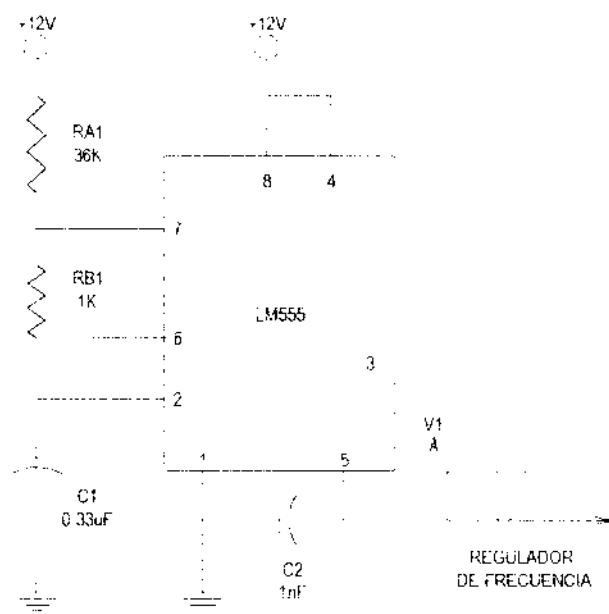 +12V
+12V
RA1
36K
8
4
7
RB1
1K
LM555
6
3
2
V1
A
1
5
C1
0.33uF
C2
1nF
REGULADOR
DE FRECUENCIA